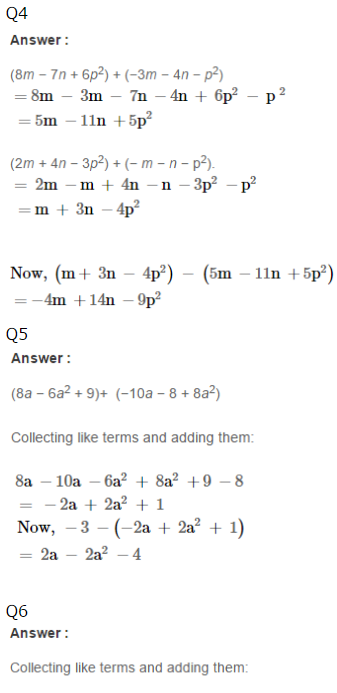 Q4
Answer :
(8m – 7n + 6p²) + (–3m – 4n – p²)
= 8m − 3m − 7n − 4n + 6p² − p²
= 5m − 11n + 5p²
(2m + 4n – 3p²) + (– m – n – p²).
= 2m − m + 4n − n − 3p² − p²
= m + 3n − 4p²
Now, (m + 3n − 4p²) − (5m − 11n + 5p²)
= −4m + 14n − 9p²
Q5
Answer :
(8a – 6a² + 9)+ (–10a – 8 + 8a²)
Collecting like terms and adding them:
8a − 10a − 6a² + 8a² + 9 − 8
= − 2a + 2a² + 1
Now, − 3 − (−2a + 2a² + 1)
= 2a − 2a² − 4
Q6
Answer :
Collecting like terms and adding them: